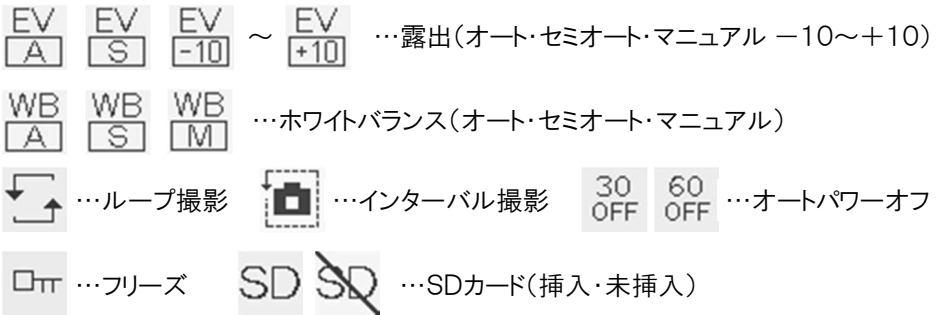 EV A EV S EV -10 ～ EV +10 …露出(オート・セミオート・マニュアル －10～＋10)
WB A WB S WB M …ホワイトバランス(オート・セミオート・マニュアル)
…ループ撮影 …インターバル撮影 30 OFF 60 OFF …オートパワーオフ
…フリーズ SD SD …SDカード(挿入・未挿入)